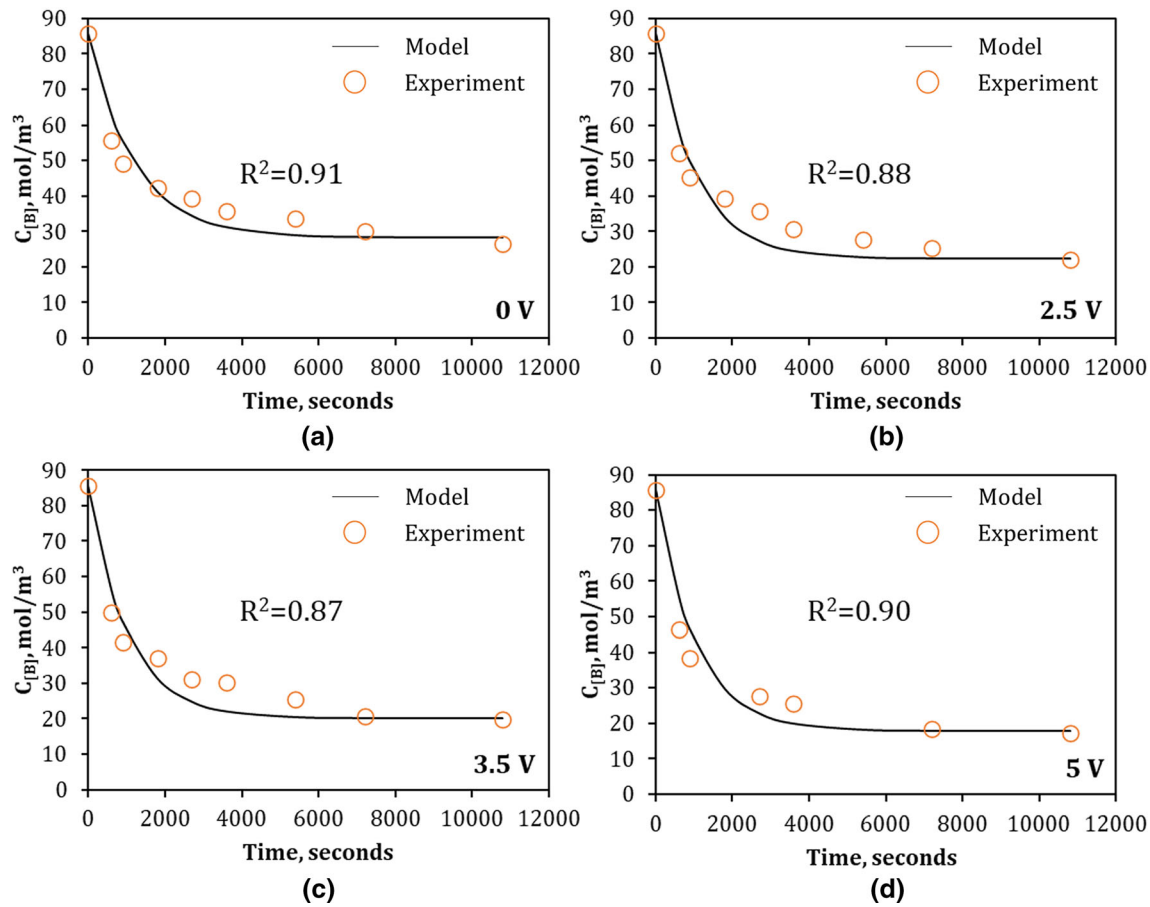 90
80
70
60
50
40
30
20
10
0
C[B], mol/m³
Model
Experiment
R²=0.91
0 V
0 2000 4000 6000 8000 10000 12000
Time, seconds
(a)
90
80
70
60
50
40
30
20
10
0
C[B], mol/m³
Model
Experiment
R²=0.88
2.5 V
0 2000 4000 6000 8000 10000 12000
Time, seconds
(b)
90
80
70
60
50
40
30
20
10
0
C[B], mol/m³
Model
Experiment
R²=0.87
3.5 V
0 2000 4000 6000 8000 10000 12000
Time, seconds
(c)
90
80
70
60
50
40
30
20
10
0
C[B], mol/m³
Model
Experiment
R²=0.90
5 V
0 2000 4000 6000 8000 10000 12000
Time, seconds
(d)